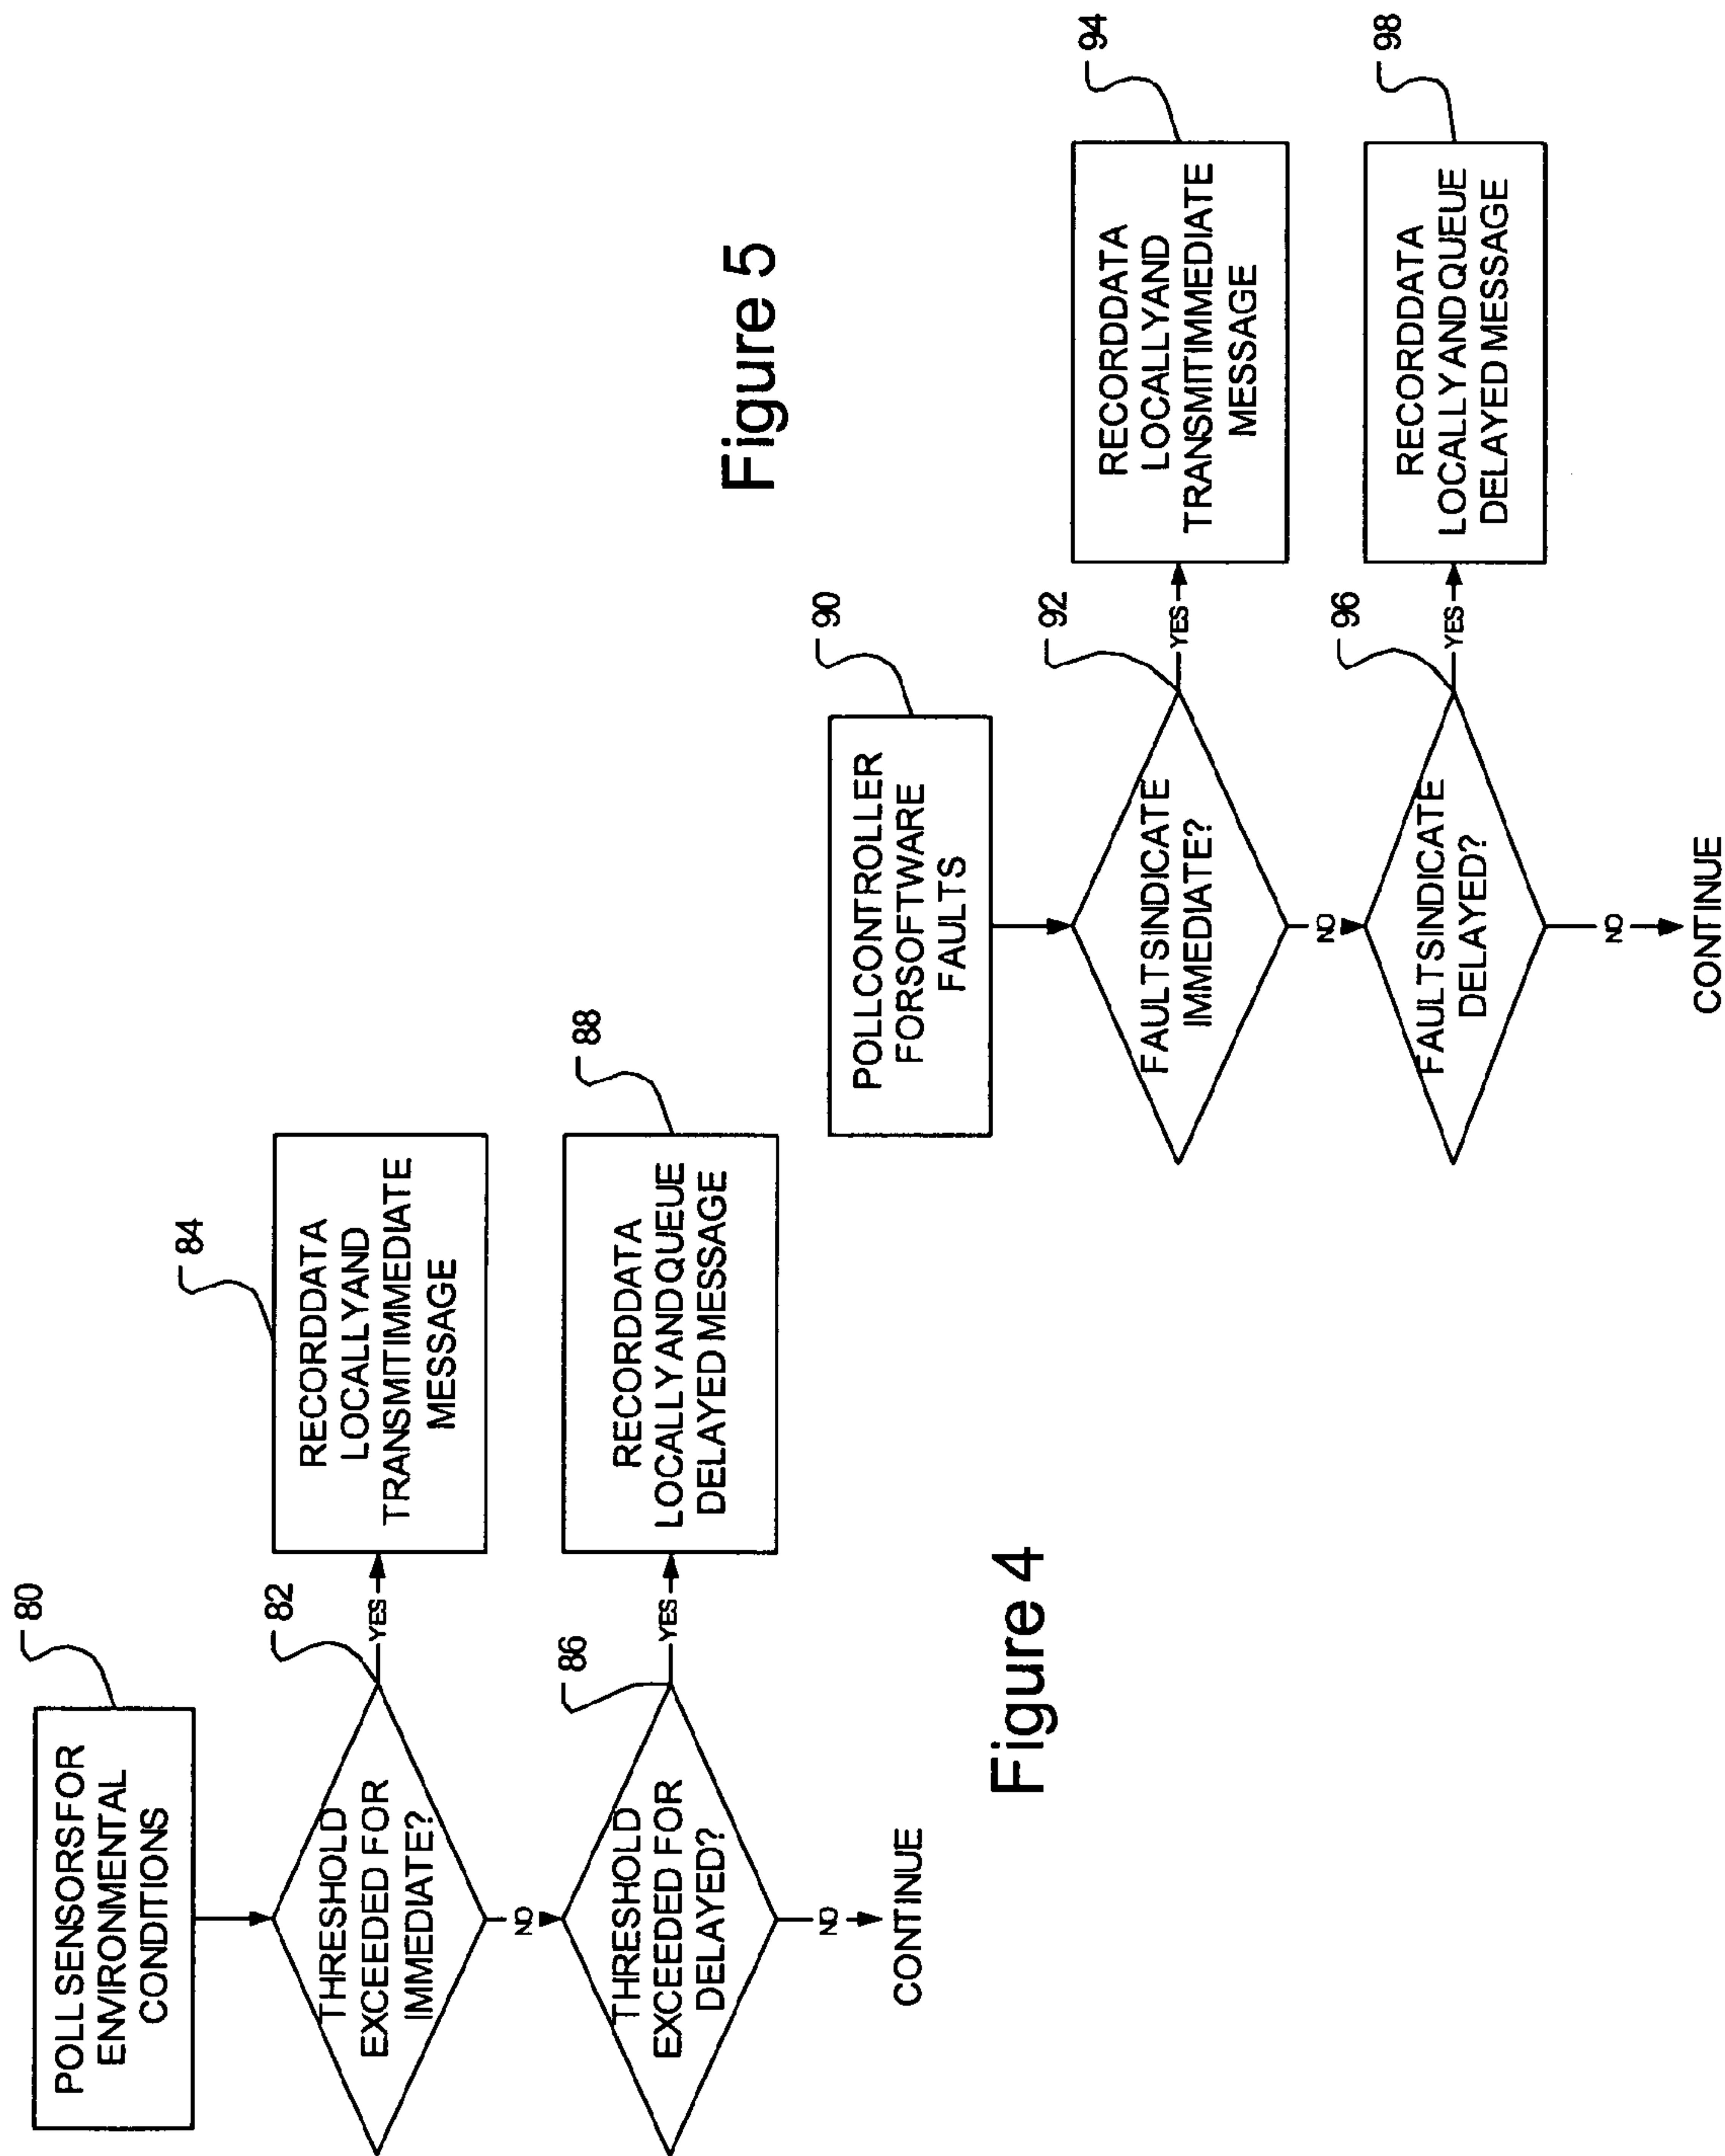 80
POLL SENSORS FOR
ENVIRONMENTAL
CONDITIONS
82
THRESHOLD
EXCEEDED FOR
IMMEDIATE?
YES
84
RECORD DATA
LOCALLY AND
TRANSMIT IMMEDIATE
MESSAGE
NO
86
THRESHOLD
EXCEEDED FOR
DELAYED?
YES
88
RECORD DATA
LOCALLY AND QUEUE
DELAYED MESSAGE
NO
CONTINUE
Figure 4
Figure 5
90
POLL CONTROLLER
FOR SOFTWARE
FAULTS
92
FAULTS INDICATE
IMMEDIATE?
YES
94
RECORD DATA
LOCALLY AND
TRANSMIT IMMEDIATE
MESSAGE
NO
96
FAULTS INDICATE
DELAYED?
YES
98
RECORD DATA
LOCALLY AND QUEUE
DELAYED MESSAGE
NO
CONTINUE